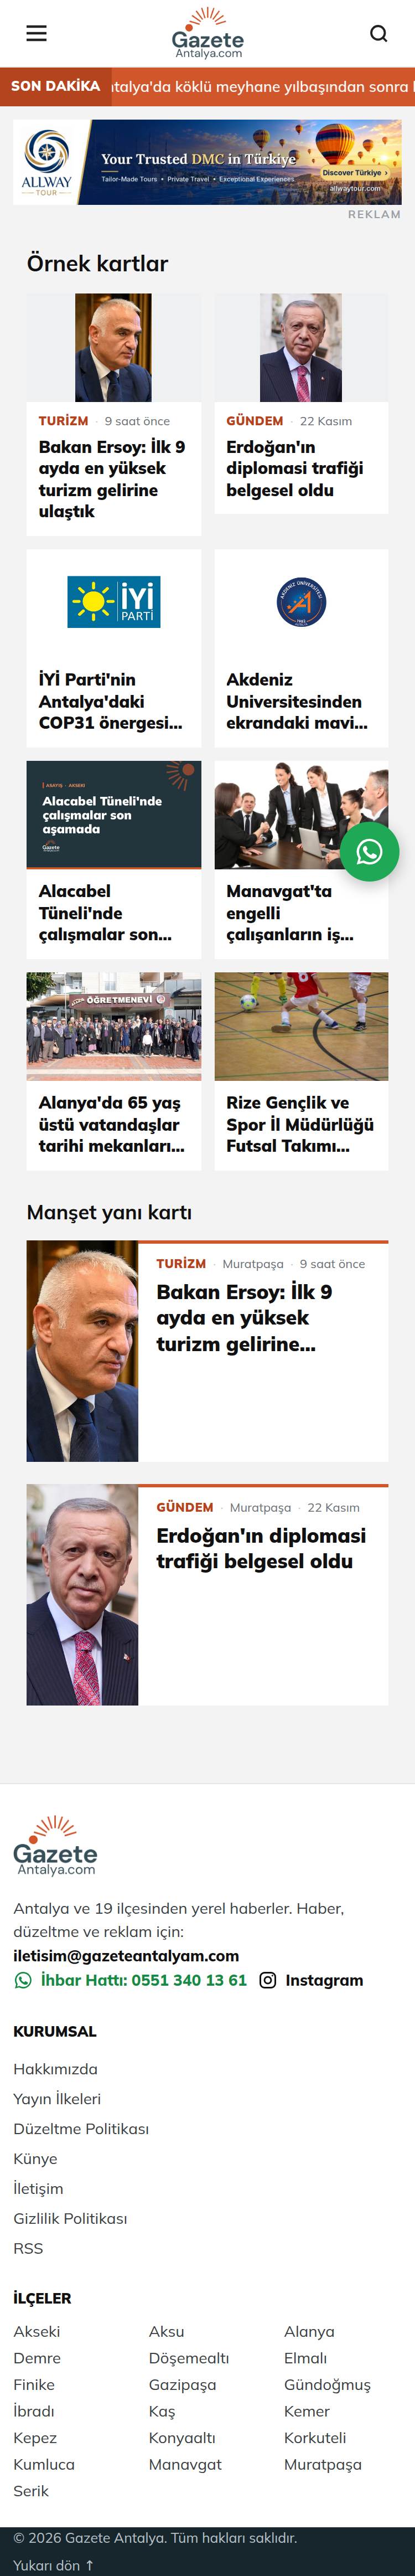 Gazete
Antalya.com
SON DAKİKA
ntalya'da köklü meyhane yılbaşından sonra
ALLWAY
TOUR
Your Trusted DMC in Türkiye
Tailor-Made Tours • Private Travel • Exceptional Experiences
Discover Türkiye ›
allwaytour.com
REKLAM
Örnek kartlar
TURİZM · 9 saat önce
Bakan Ersoy: İlk 9
ayda en yüksek
turizm gelirine
ulaştık
GÜNDEM · 22 Kasım
Erdoğan'ın
diplomasi trafiği
belgesel oldu
İYİ
PARTİ
İYİ Parti'nin
Antalya'daki
COP31 önergesi...
AKDENİZ ÜNİVERSİTESİ
1982
Akdeniz
Universitesinden
ekrandaki mavi...
ASAYİŞ · AKSEKİ
Alacabel Tüneli'nde
çalışmalar son
aşamada
Gazete
Alacabel
Tüneli'nde
çalışmalar son...
Manavgat'ta
engelli
çalışanların iş...
ÖĞRETMENEVİ
Alanya'da 65 yaş
üstü vatandaşlar
tarihi mekanları...
Rize Gençlik ve
Spor İl Müdürlüğü
Futsal Takımı...
Manşet yanı kartı
TURİZM · Muratpaşa · 9 saat önce
Bakan Ersoy: İlk 9
ayda en yüksek
turizm gelirine...
GÜNDEM · Muratpaşa · 22 Kasım
Erdoğan'ın diplomasi
trafiği belgesel oldu
Gazete
Antalya.com
Antalya ve 19 ilçesinden yerel haberler. Haber,
düzeltme ve reklam için:
iletisim@gazeteantalyam.com
İhbar Hattı: 0551 340 13 61 Instagram
KURUMSAL
Hakkımızda
Yayın İlkeleri
Düzeltme Politikası
Künye
İletişim
Gizlilik Politikası
RSS
İLÇELER
Akseki Aksu Alanya
Demre Döşemealtı Elmalı
Finike Gazipaşa Gündoğmuş
İbradı Kaş Kemer
Kepez Konyaaltı Korkuteli
Kumluca Manavgat Muratpaşa
Serik
© 2026 Gazete Antalya. Tüm hakları saklıdır.
Yukarı dön ↑